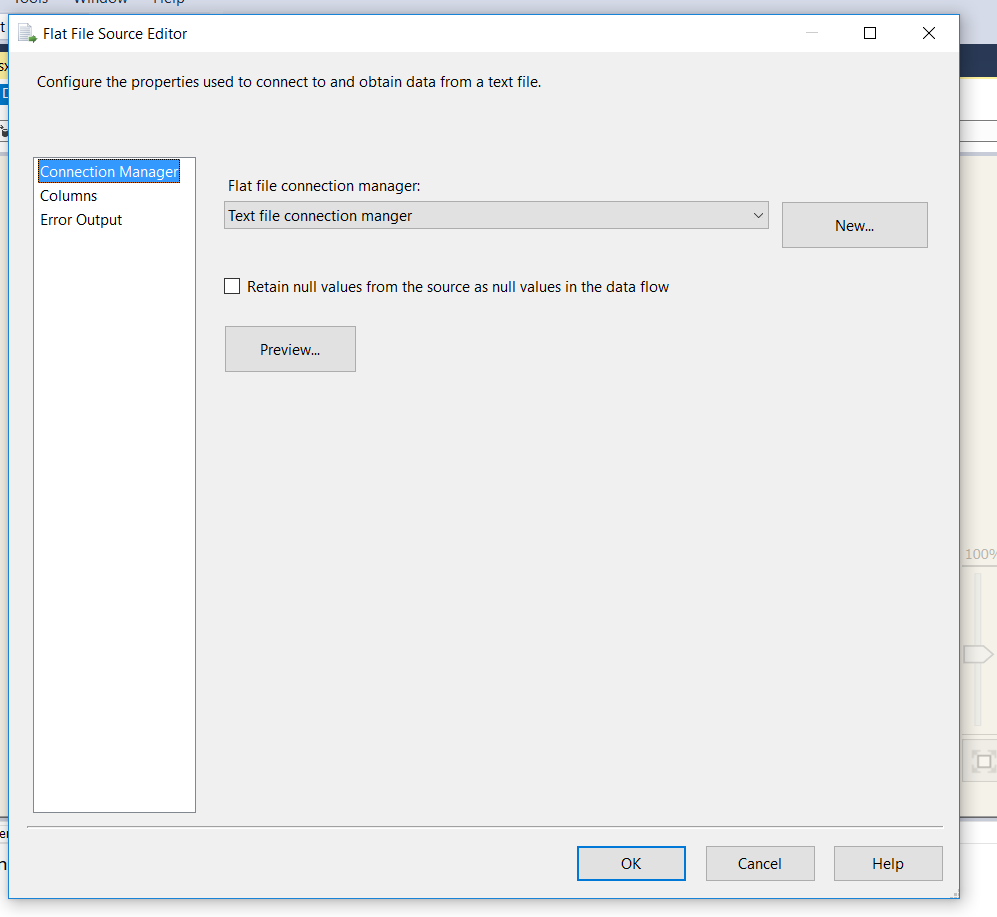 Tools Window Help
Flat File Source Editor
Configure the properties used to connect to and obtain data from a text file.
Connection Manager
Columns
Error Output
Flat file connection manager:
Text file connection manger
New...
Retain null values from the source as null values in the data flow
Preview...
100%
OK
Cancel
Help